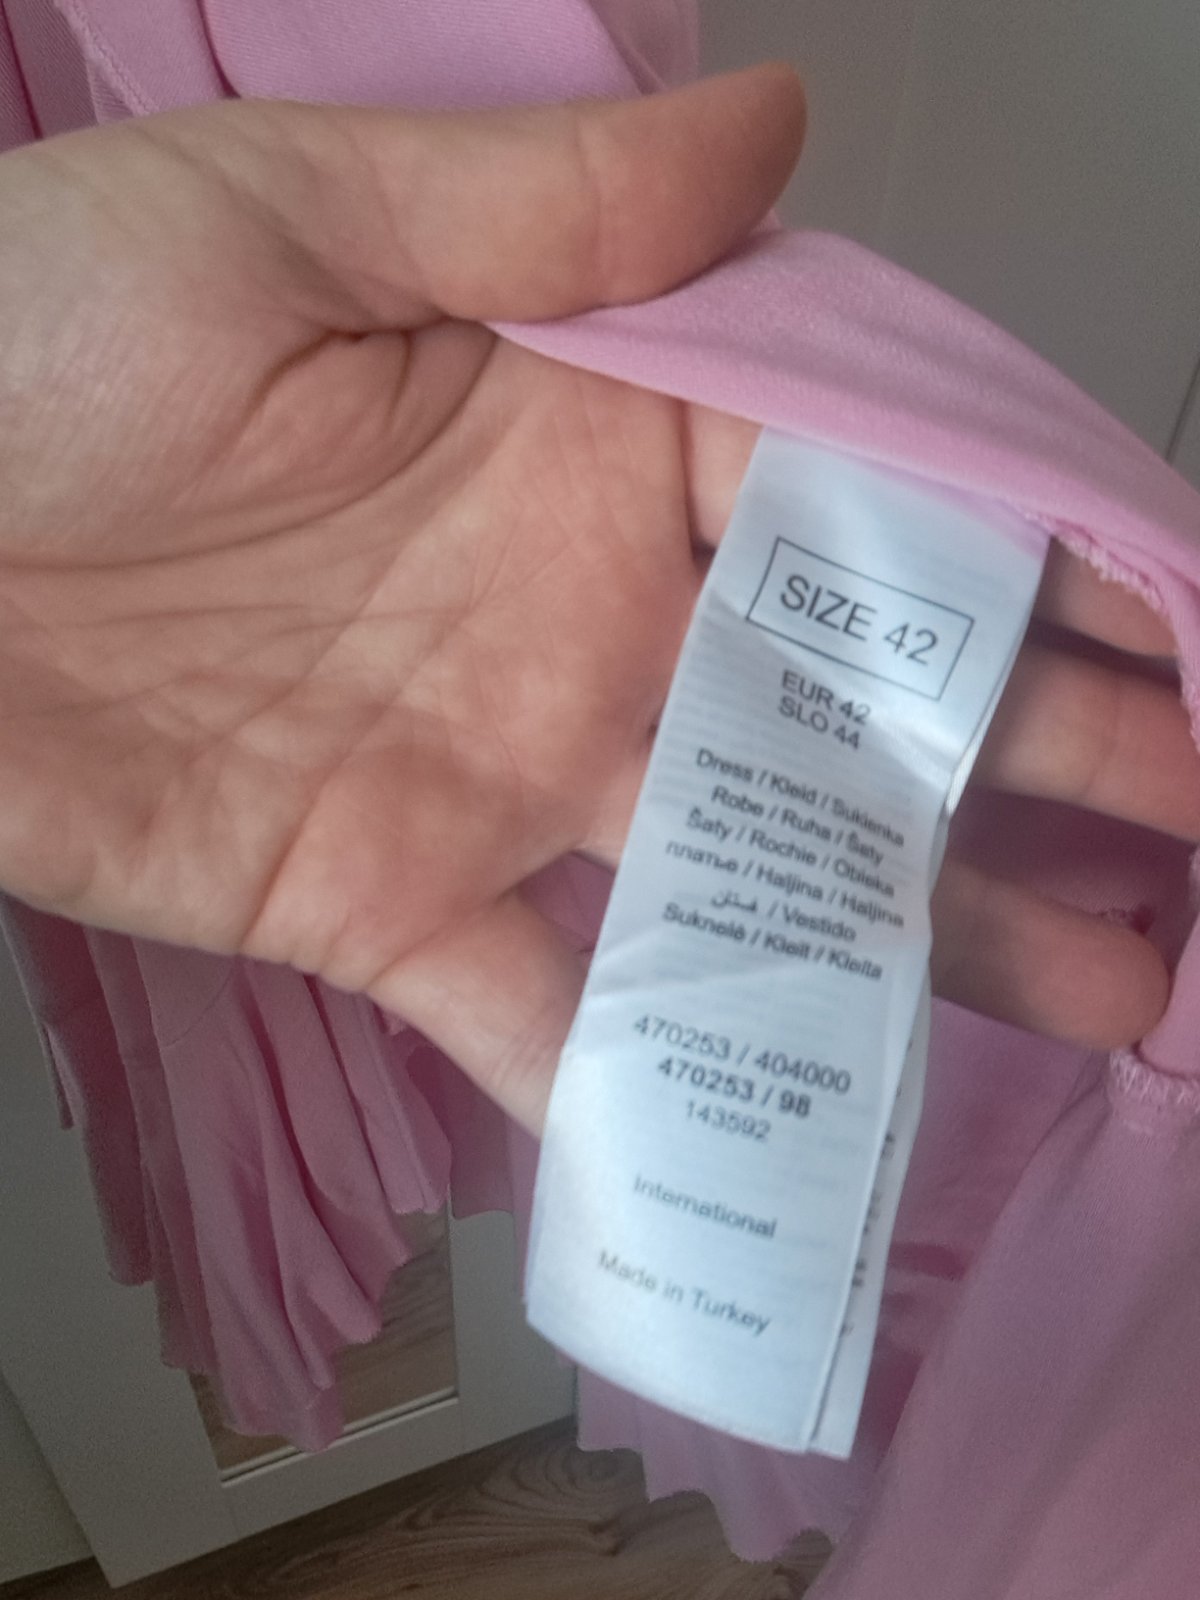 SIZE 42
EUR 42
SLO 44
Dress / Kleid / Sukienka
Robe / Ruha / Šaty
Šaty / Rochie / Obleka
платье / Haljina / Haljina
فستان / Vestido
Suknelė / Kleit / Kleita
470253 / 404000
470253 / 98
143592
International
Made in Turkey